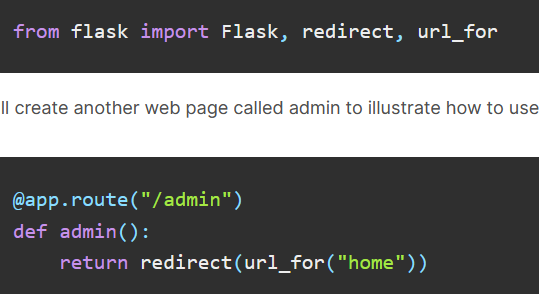 from flask import Flask, redirect, url_for
ll create another web page called admin to illustrate how to use
@app.route("/admin")
def admin():
    return redirect(url_for("home"))